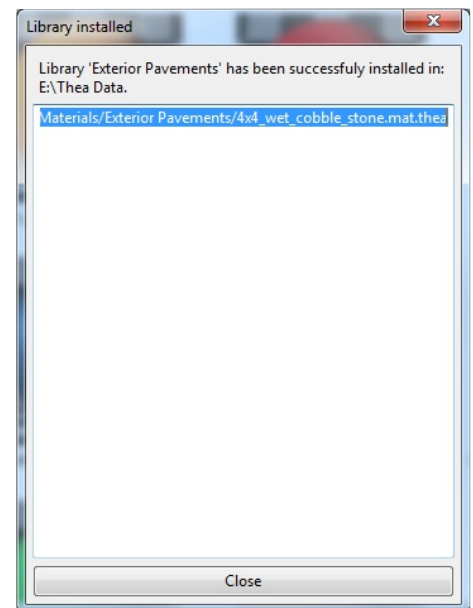 Library installed
Library 'Exterior Pavements' has been successfuly installed in:
E:\Thea Data.
Materials/Exterior Pavements/4x4_wet_cobble_stone.mat.thea
Close